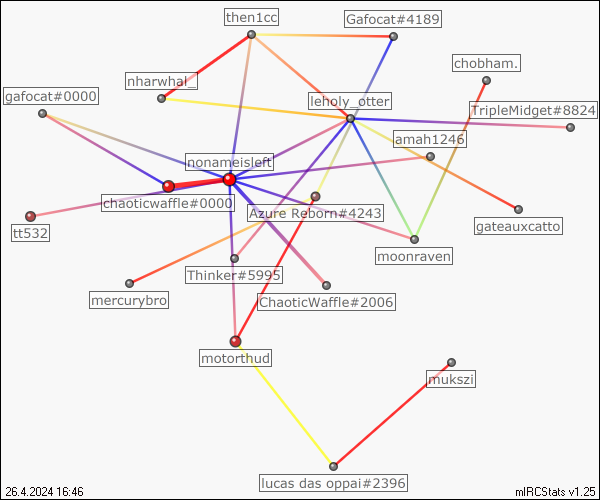 then1cc
Gafocat#4189
chobham.
nharwhal_
gafocat#0000
leholy_otter
TripleMidget#8824
amah1246
nonameisleft
chaoticwaffle#0000
Azure Reborn#4243
tt532
gateauxcatto
moonraven
Thinker#5995
mercurybro
ChaoticWaffle#2006
motorthud
mukszi
lucas das oppai#2396
26.4.2024 16:46
mIRCStats v1.25